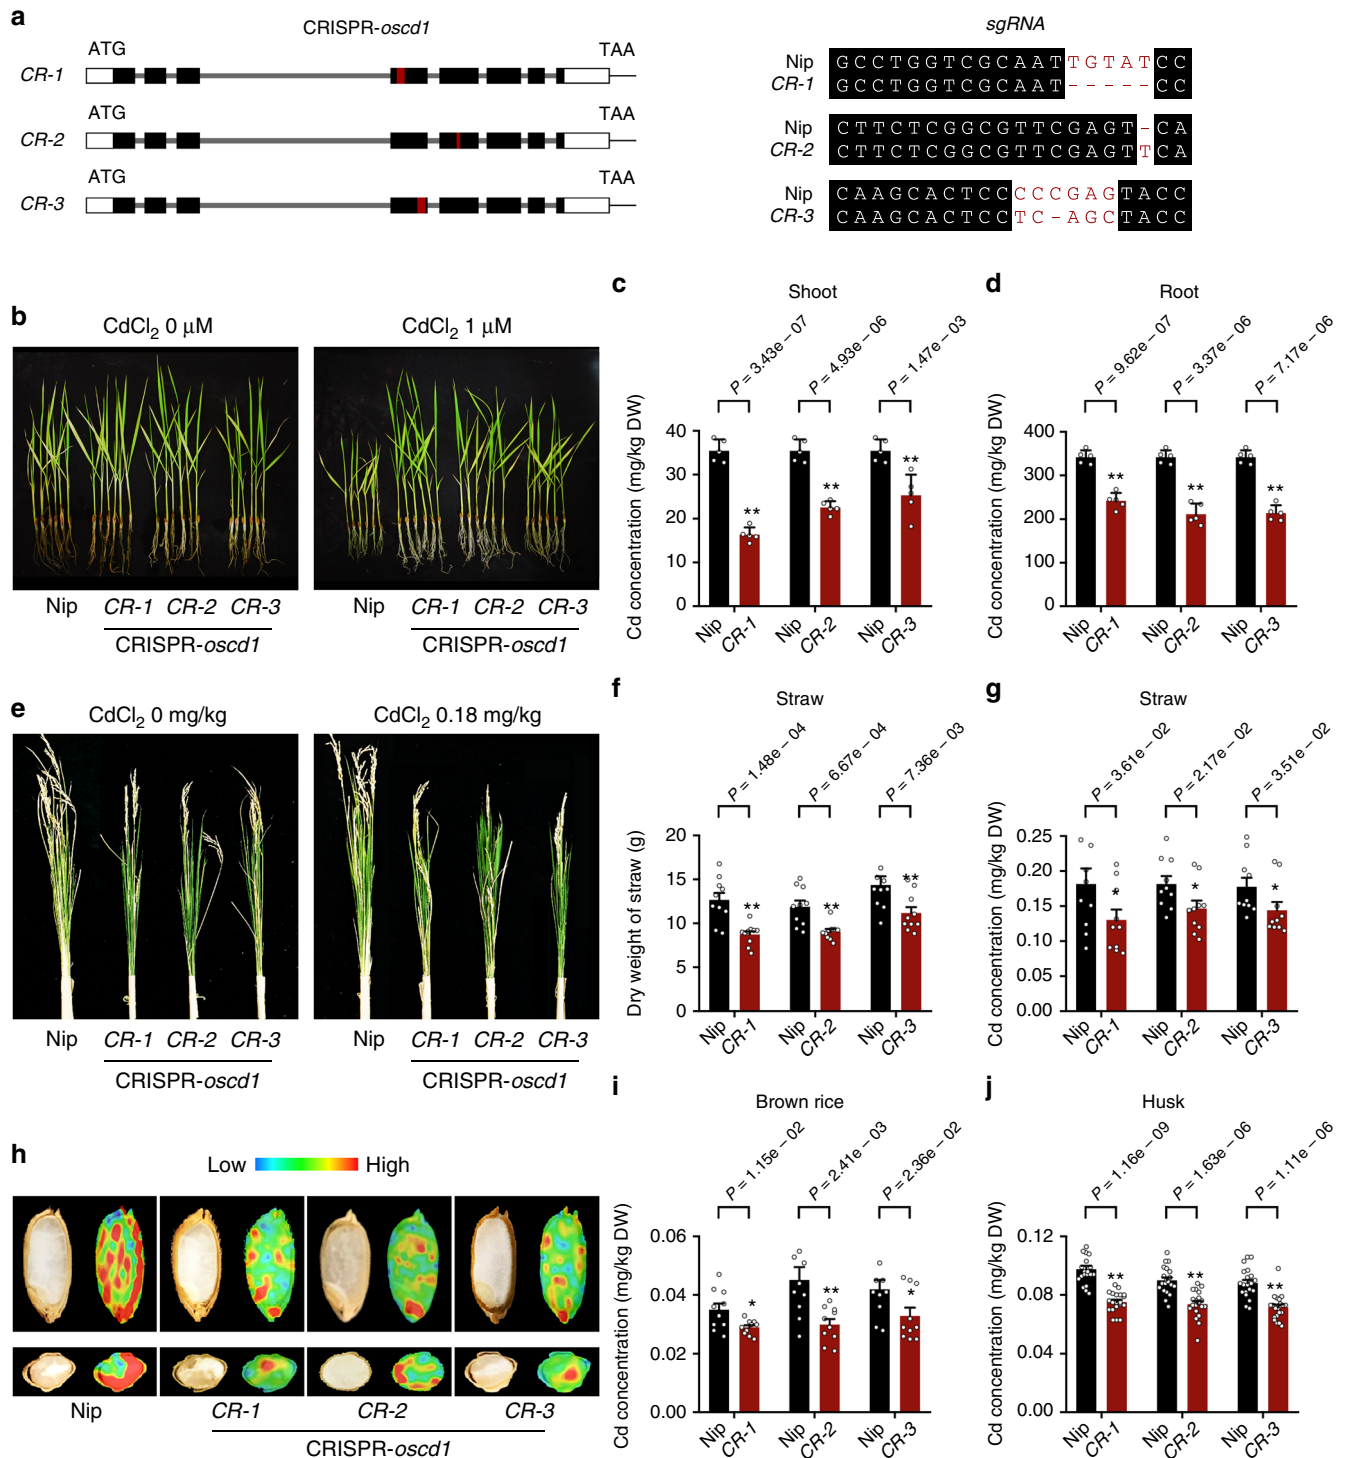 a
CRISPR-oscd1
ATG TAA
CR-1
ATG TAA
CR-2
ATG TAA
CR-3
sgRNA
Nip GCCTGGTCGCAATTGTATCC
CR-1 GCCTGGTCGCAAT-----CC
Nip CTTCTCGGCGTTCGAGT-CA
CR-2 CTTCTCGGCGTTCGAGTTCA
Nip CAAGCACTCCCCCGAGTACC
CR-3 CAAGCACTCCTC-AGCTACC
b
CdCl2 0 μM
CdCl2 1 μM
Nip CR-1 CR-2 CR-3
CRISPR-oscd1
Nip CR-1 CR-2 CR-3
CRISPR-oscd1
c
Shoot
P = 3.43e – 07
P = 4.93e – 06
P = 1.47e – 03
Cd concentration (mg/kg DW)
40
30
20
10
0
** ** **
Nip CR-1 Nip CR-2 Nip CR-3
d
Root
P = 9.62e – 07
P = 3.37e – 06
P = 7.17e – 06
Cd concentration (mg/kg DW)
400
300
200
100
0
** ** **
Nip CR-1 Nip CR-2 Nip CR-3
e
CdCl2 0 mg/kg
CdCl2 0.18 mg/kg
Nip CR-1 CR-2 CR-3
CRISPR-oscd1
Nip CR-1 CR-2 CR-3
CRISPR-oscd1
f
Straw
P = 1.48e – 04
P = 6.67e – 04
P = 7.36e – 03
Dry weight of straw (g)
20
15
10
5
0
** ** **
Nip CR-1 Nip CR-2 Nip CR-3
g
Straw
P = 3.61e – 02
P = 2.17e – 02
P = 3.51e – 02
Cd concentration (mg/kg DW)
0.25
0.20
0.15
0.10
0.05
0.00
* * *
Nip CR-1 Nip CR-2 Nip CR-3
h
Low High
Nip CR-1 CR-2 CR-3
CRISPR-oscd1
i
Brown rice
P = 1.15e – 02
P = 2.41e – 03
P = 2.36e – 02
Cd concentration (mg/kg DW)
0.06
0.04
0.02
0.00
* ** *
Nip CR-1 Nip CR-2 Nip CR-3
j
Husk
P = 1.16e – 09
P = 1.63e – 06
P = 1.11e – 06
Cd concentration (mg/kg DW)
0.12
0.08
0.04
0.00
** ** **
Nip CR-1 Nip CR-2 Nip CR-3